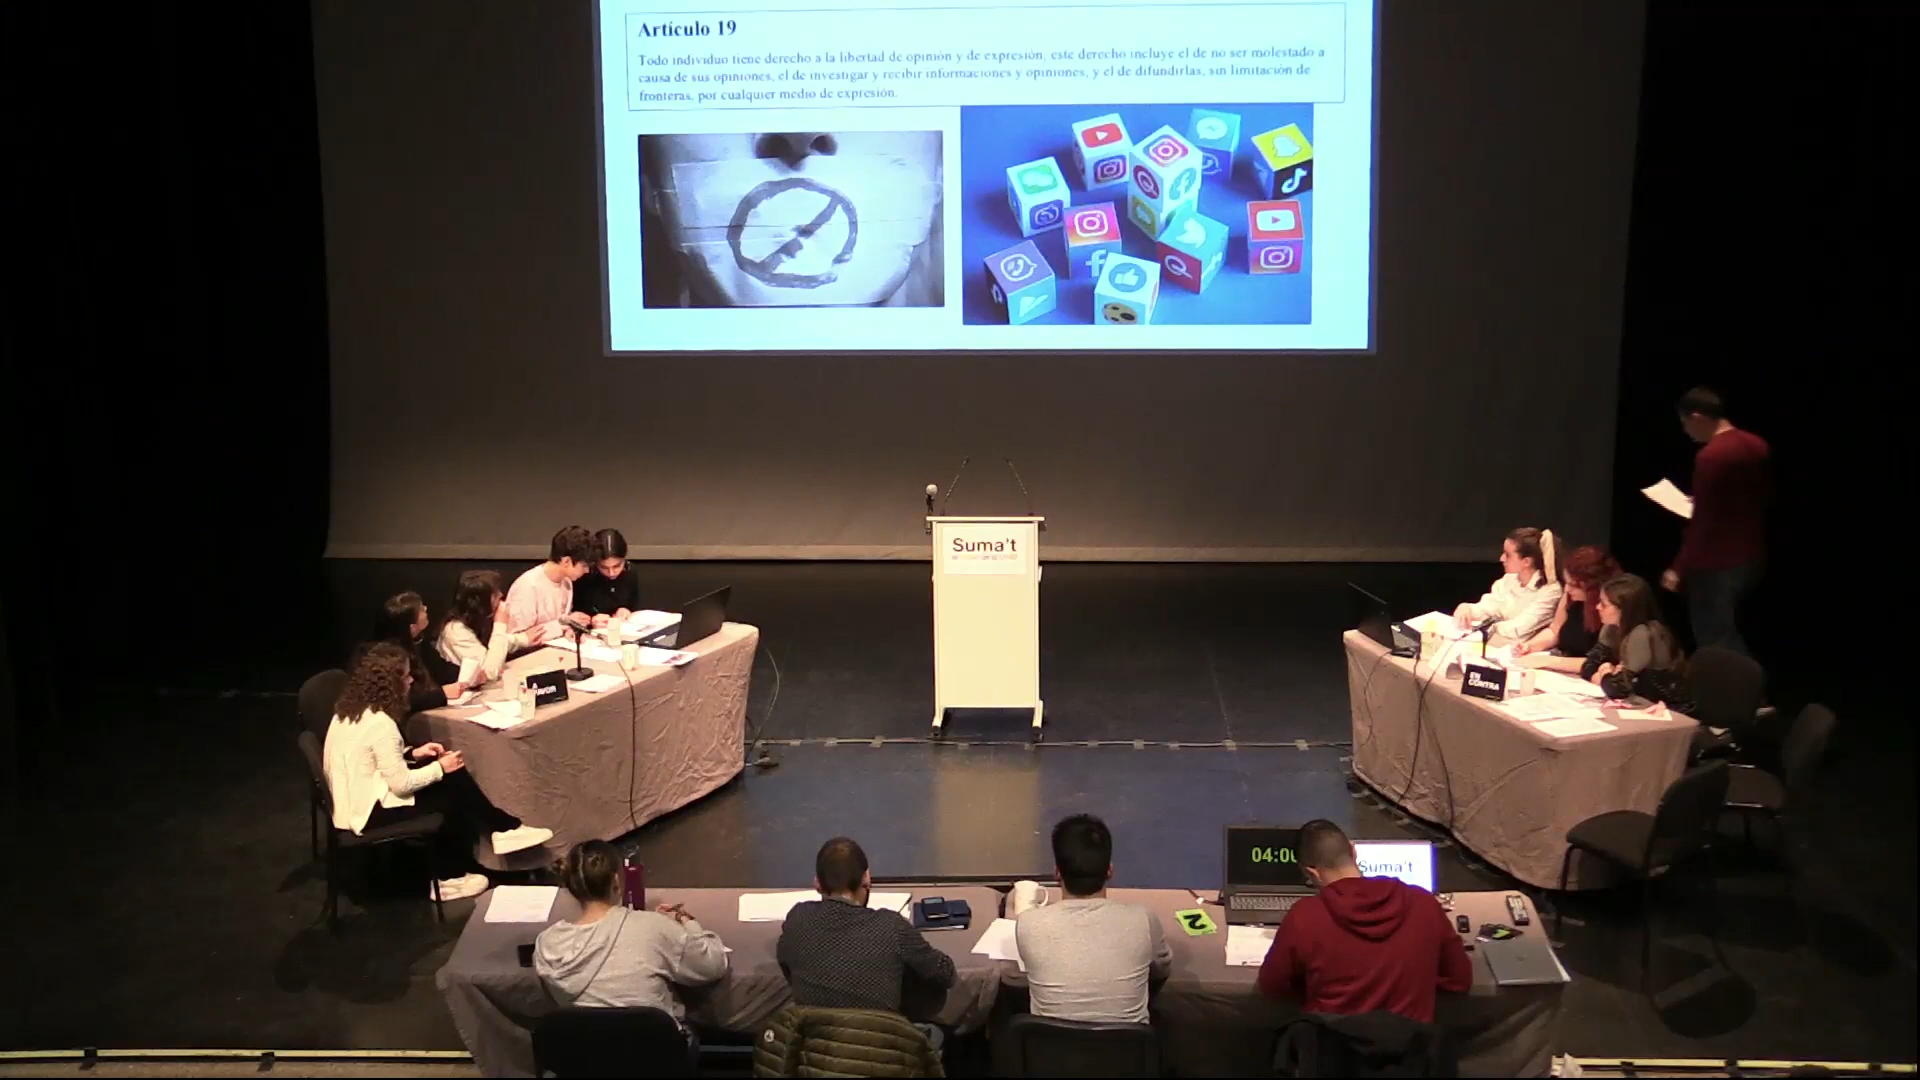 Artículo 19
Todo individuo tiene derecho a la libertad de opinión y de expresión, este derecho incluye el de no ser molestado a
causa de sus opiniones, el de investigar y recibir informaciones y opiniones, y el de difundirlas, sin limitación de
fronteras, por cualquier medio de expresión.
Suma't
A
FAVOR
EN
CONTRA
04:00
Suma't
2